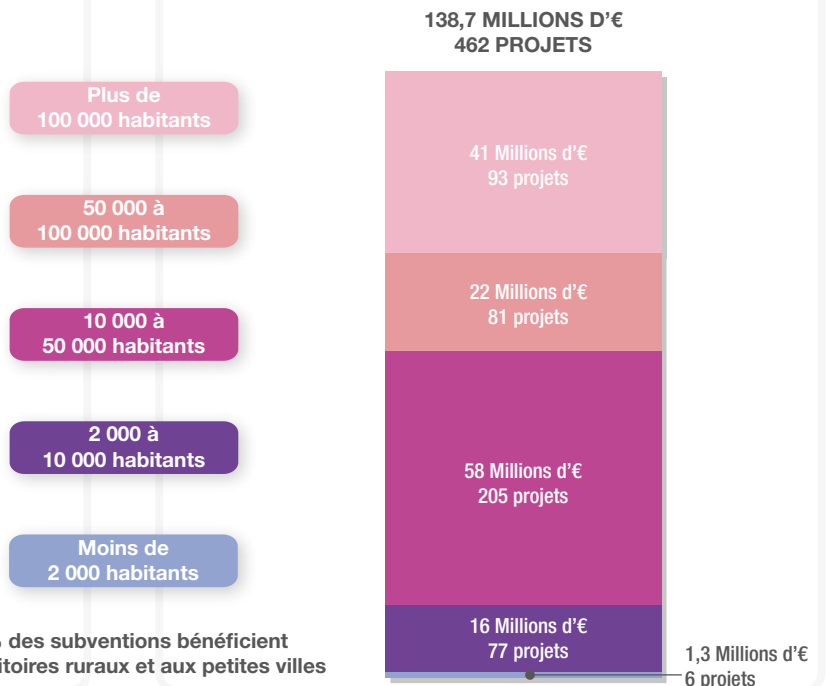 138,7 MILLIONS D'€
462 PROJETS
Plus de
100 000 habitants
50 000 à
100 000 habitants
10 000 à
50 000 habitants
2 000 à
10 000 habitants
Moins de
2 000 habitants
41 Millions d'€
93 projets
22 Millions d'€
81 projets
58 Millions d'€
205 projets
16 Millions d'€
77 projets
1,3 Millions d'€
6 projets
des subventions bénéficient
ruraux et aux petites villes